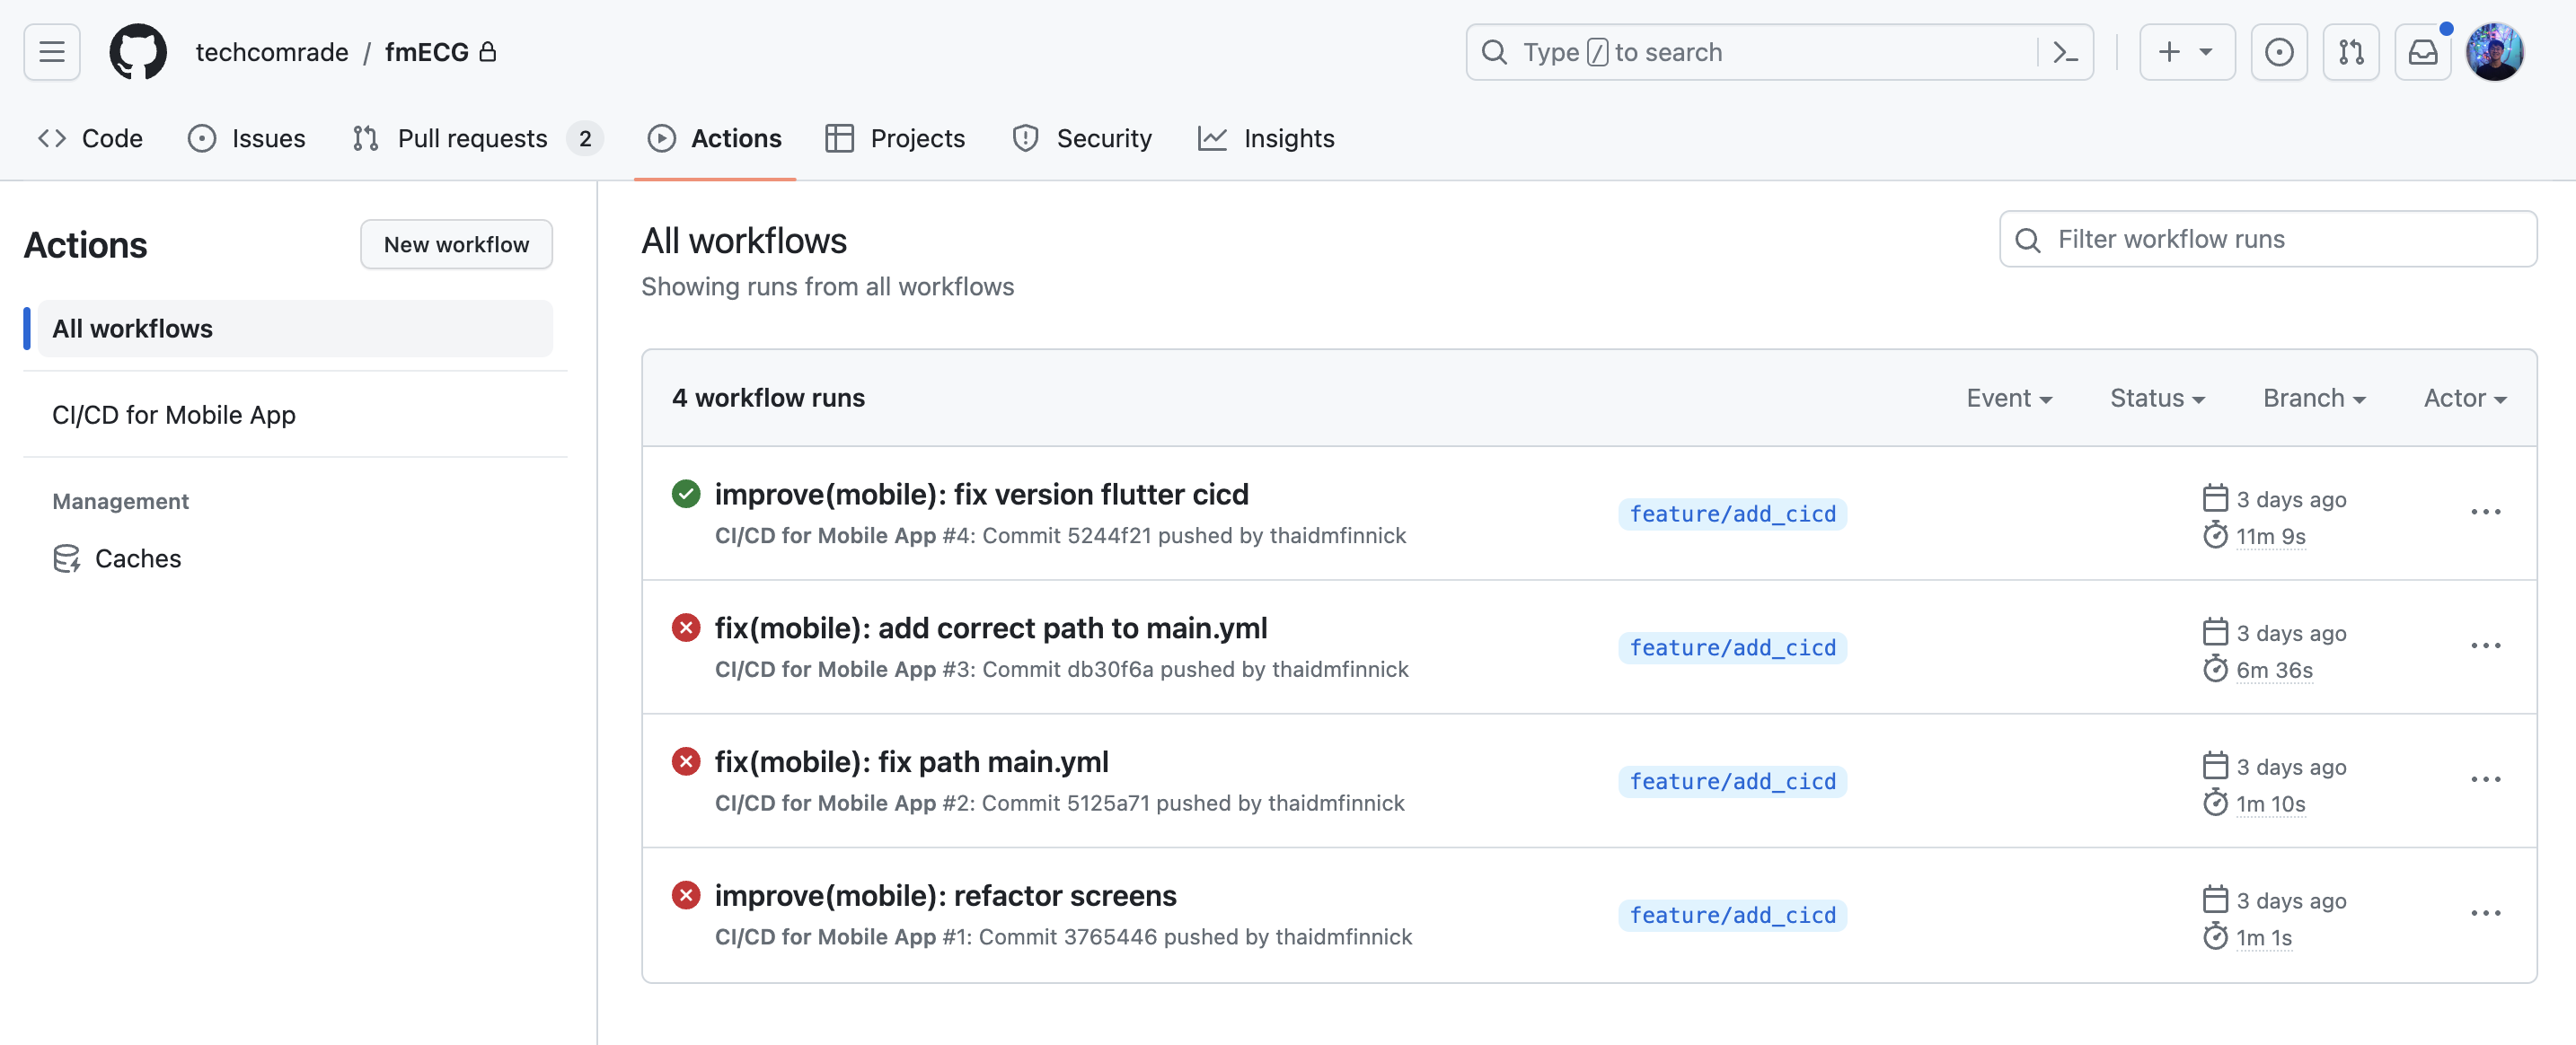 techcomrade / fmECG
Type / to search
Code
Issues
Pull requests 2
Actions
Projects
Security
Insights
Actions
New workflow
All workflows
CI/CD for Mobile App
Management
Caches
All workflows
Showing runs from all workflows
Filter workflow runs
4 workflow runs
Event
Status
Branch
Actor
improve(mobile): fix version flutter cicd
CI/CD for Mobile App #4: Commit 5244f21 pushed by thaidmfinnick
feature/add_cicd
3 days ago
11m 9s
fix(mobile): add correct path to main.yml
CI/CD for Mobile App #3: Commit db30f6a pushed by thaidmfinnick
feature/add_cicd
3 days ago
6m 36s
fix(mobile): fix path main.yml
CI/CD for Mobile App #2: Commit 5125a71 pushed by thaidmfinnick
feature/add_cicd
3 days ago
1m 10s
improve(mobile): refactor screens
CI/CD for Mobile App #1: Commit 3765446 pushed by thaidmfinnick
feature/add_cicd
3 days ago
1m 1s